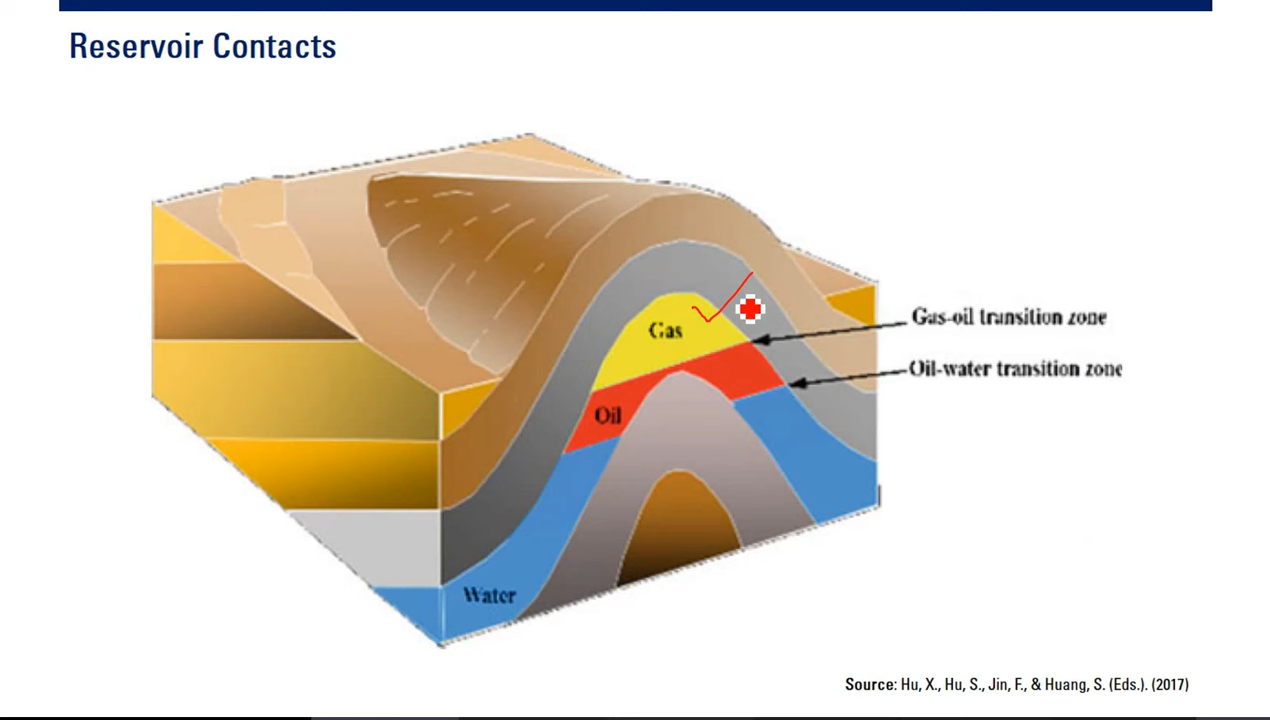 Reservoir Contacts
Gas
Gas-oil transition zone
Oil-water transition zone
Oil
Water
Source: Hu, X., Hu, S., Jin, F., & Huang, S. (Eds.). (2017)